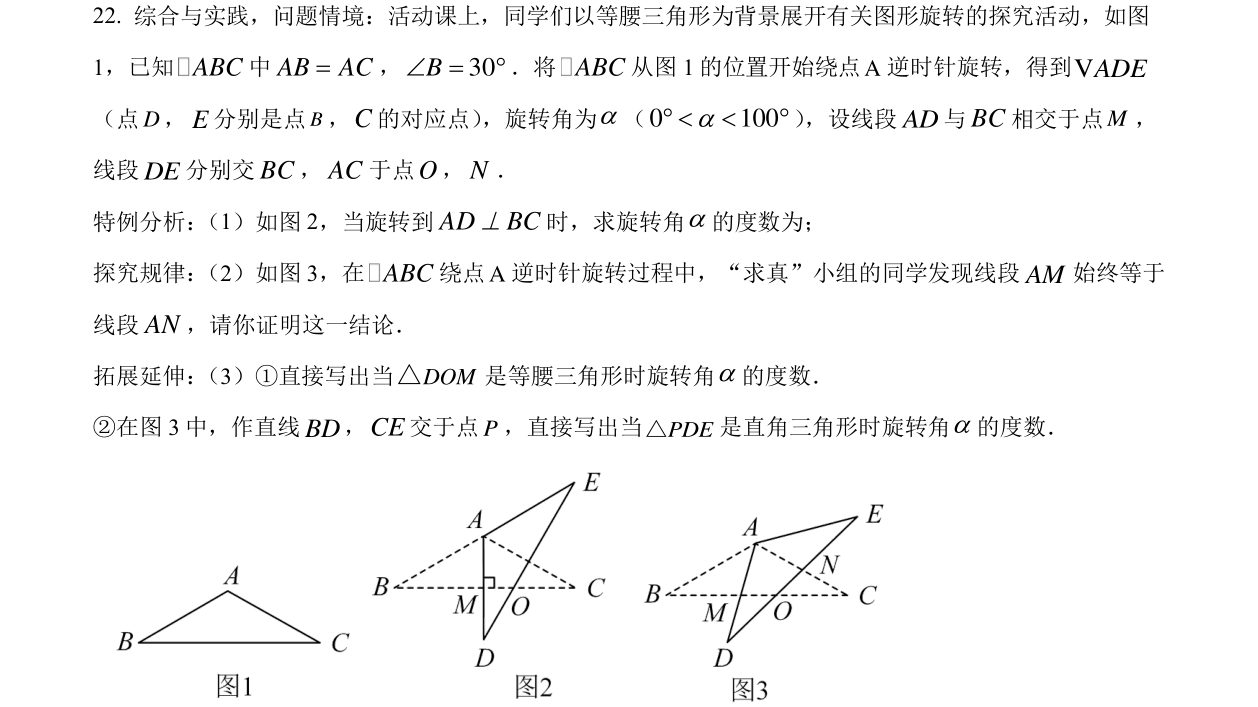 22. 综合与实践，问题情境：活动课上，同学们以等腰三角形为背景展开有关图形旋转的探究活动，如图
1，已知□ABC 中 AB = AC ，∠B = 30° ．将□ABC 从图 1 的位置开始绕点 A 逆时针旋转，得到VADE
（点 D ， E 分别是点 B ， C 的对应点），旋转角为α （ 0° < α < 100° ），设线段 AD 与 BC 相交于点 M ，
线段 DE 分别交 BC ， AC 于点 O ， N ．
特例分析：（1）如图 2，当旋转到 AD ⊥ BC 时，求旋转角α 的度数为；
探究规律：（2）如图 3，在□ABC 绕点 A 逆时针旋转过程中，“求真”小组的同学发现线段 AM 始终等于
线段 AN ，请你证明这一结论．
拓展延伸：（3）①直接写出当△DOM 是等腰三角形时旋转角α 的度数．
②在图 3 中，作直线 BD ， CE 交于点 P ，直接写出当△PDE 是直角三角形时旋转角α 的度数．
A
B
C
图1
E
A
B
C
M
O
D
图2
E
A
N
B
C
M
O
D
图3